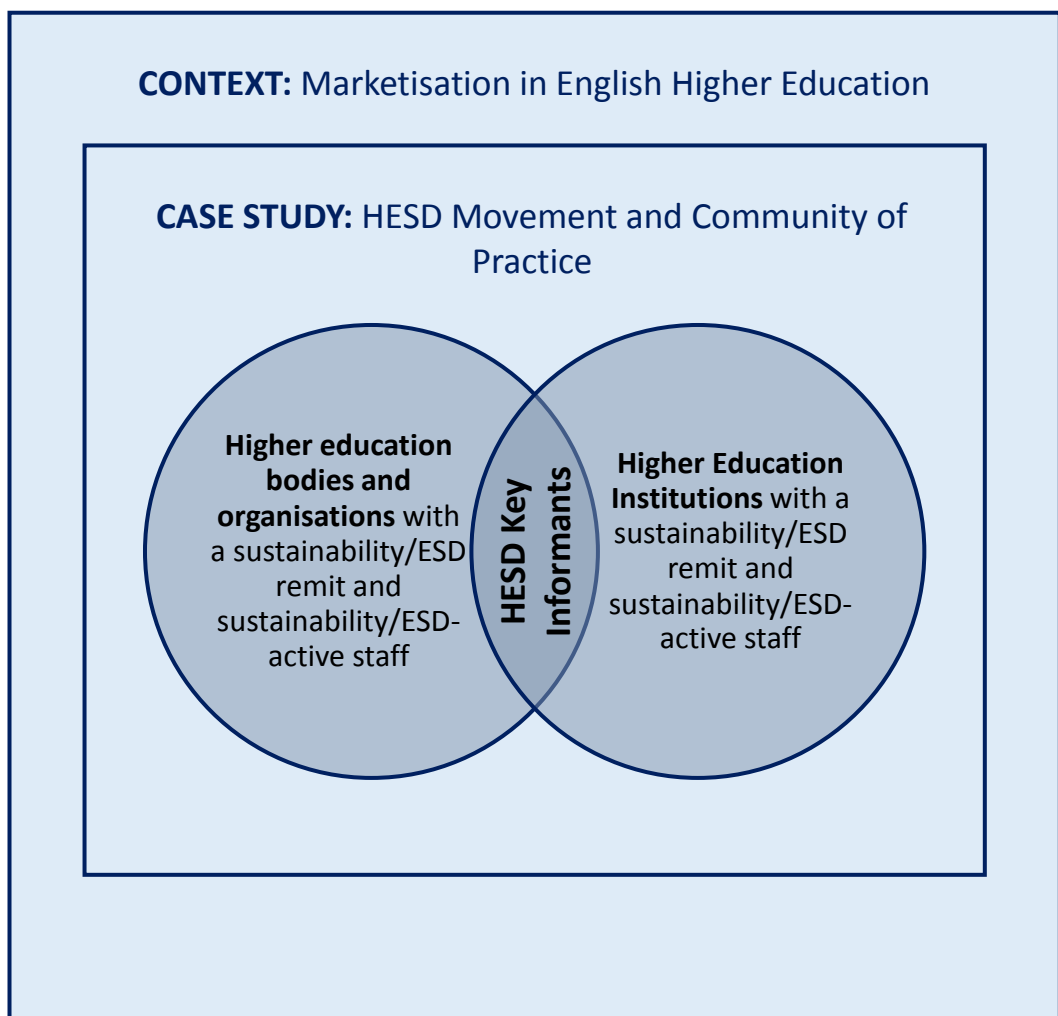 CONTEXT: Marketisation in English Higher Education
CASE STUDY: HESD Movement and Community of
Practice
Higher education
bodies and
organisations with
a sustainability/ESD
remit and
sustainability/ESD-
active staff
HESD Key
Informants
Higher Education
Institutions with a
sustainability/ESD
remit and
sustainability/ESD-
active staff